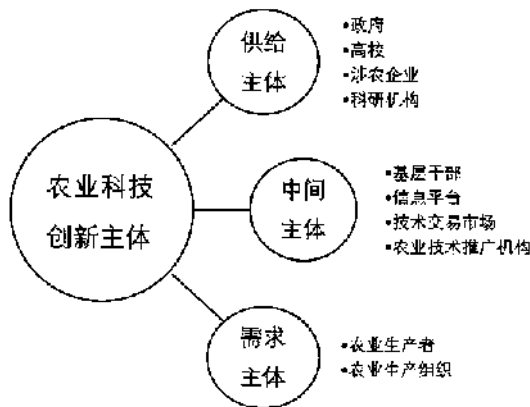 供给
主体
•政府
•高校
•涉农企业
•科研机构
农业科技
创新主体
中间
主体
•基层干部
•信息平台
•技术交易市场
•农业技术推广机构
需求
主体
•农业生产者
•农业生产组织